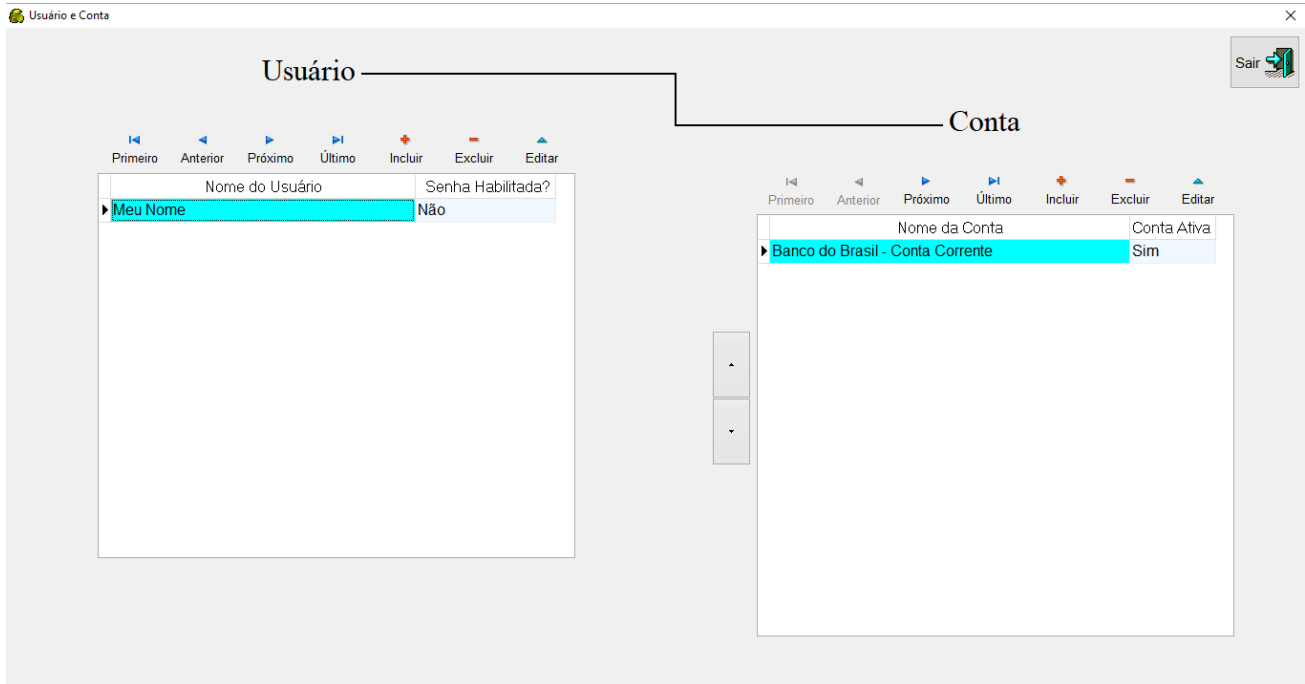 Usuário e Conta
Sair
Usuário
Conta
Primeiro Anterior Próximo Último Incluir Excluir Editar
Nome do Usuário Senha Habilitada?
Meu Nome Não
Primeiro Anterior Próximo Último Incluir Excluir Editar
Nome da Conta Conta Ativa
Banco do Brasil - Conta Corrente Sim